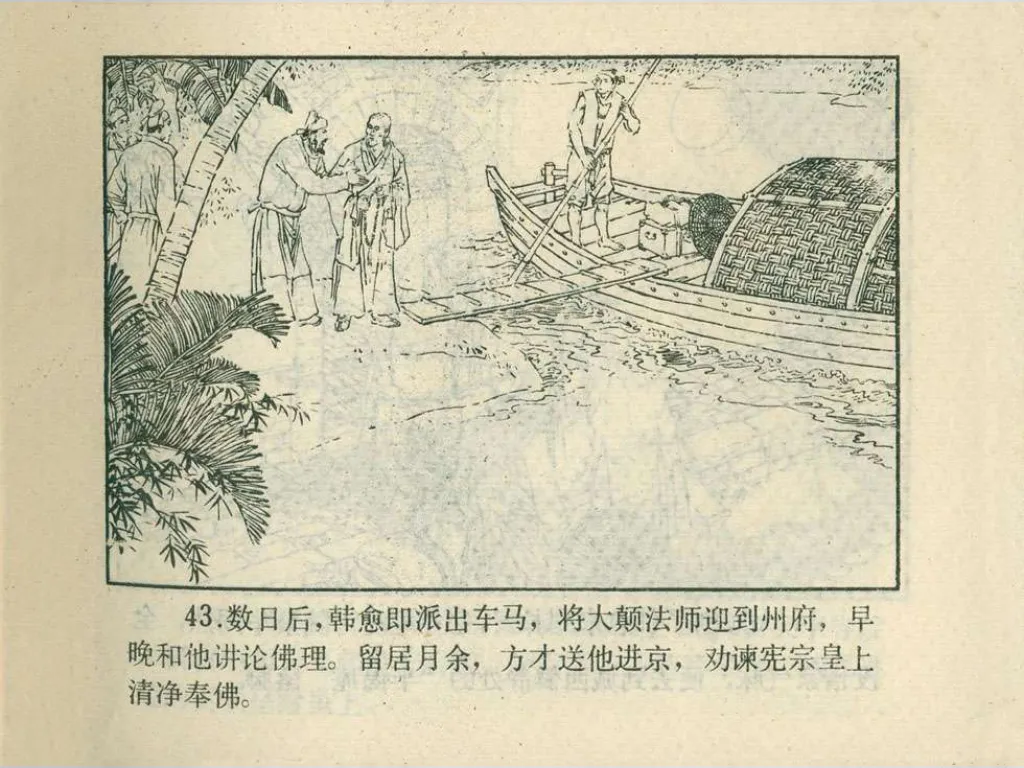 43.数日后,韩愈即派出车马，将大颠法师迎到州府，早
晚和他讲论佛理。留居月余，方才送他进京，劝谏宪宗皇上
清净奉佛。